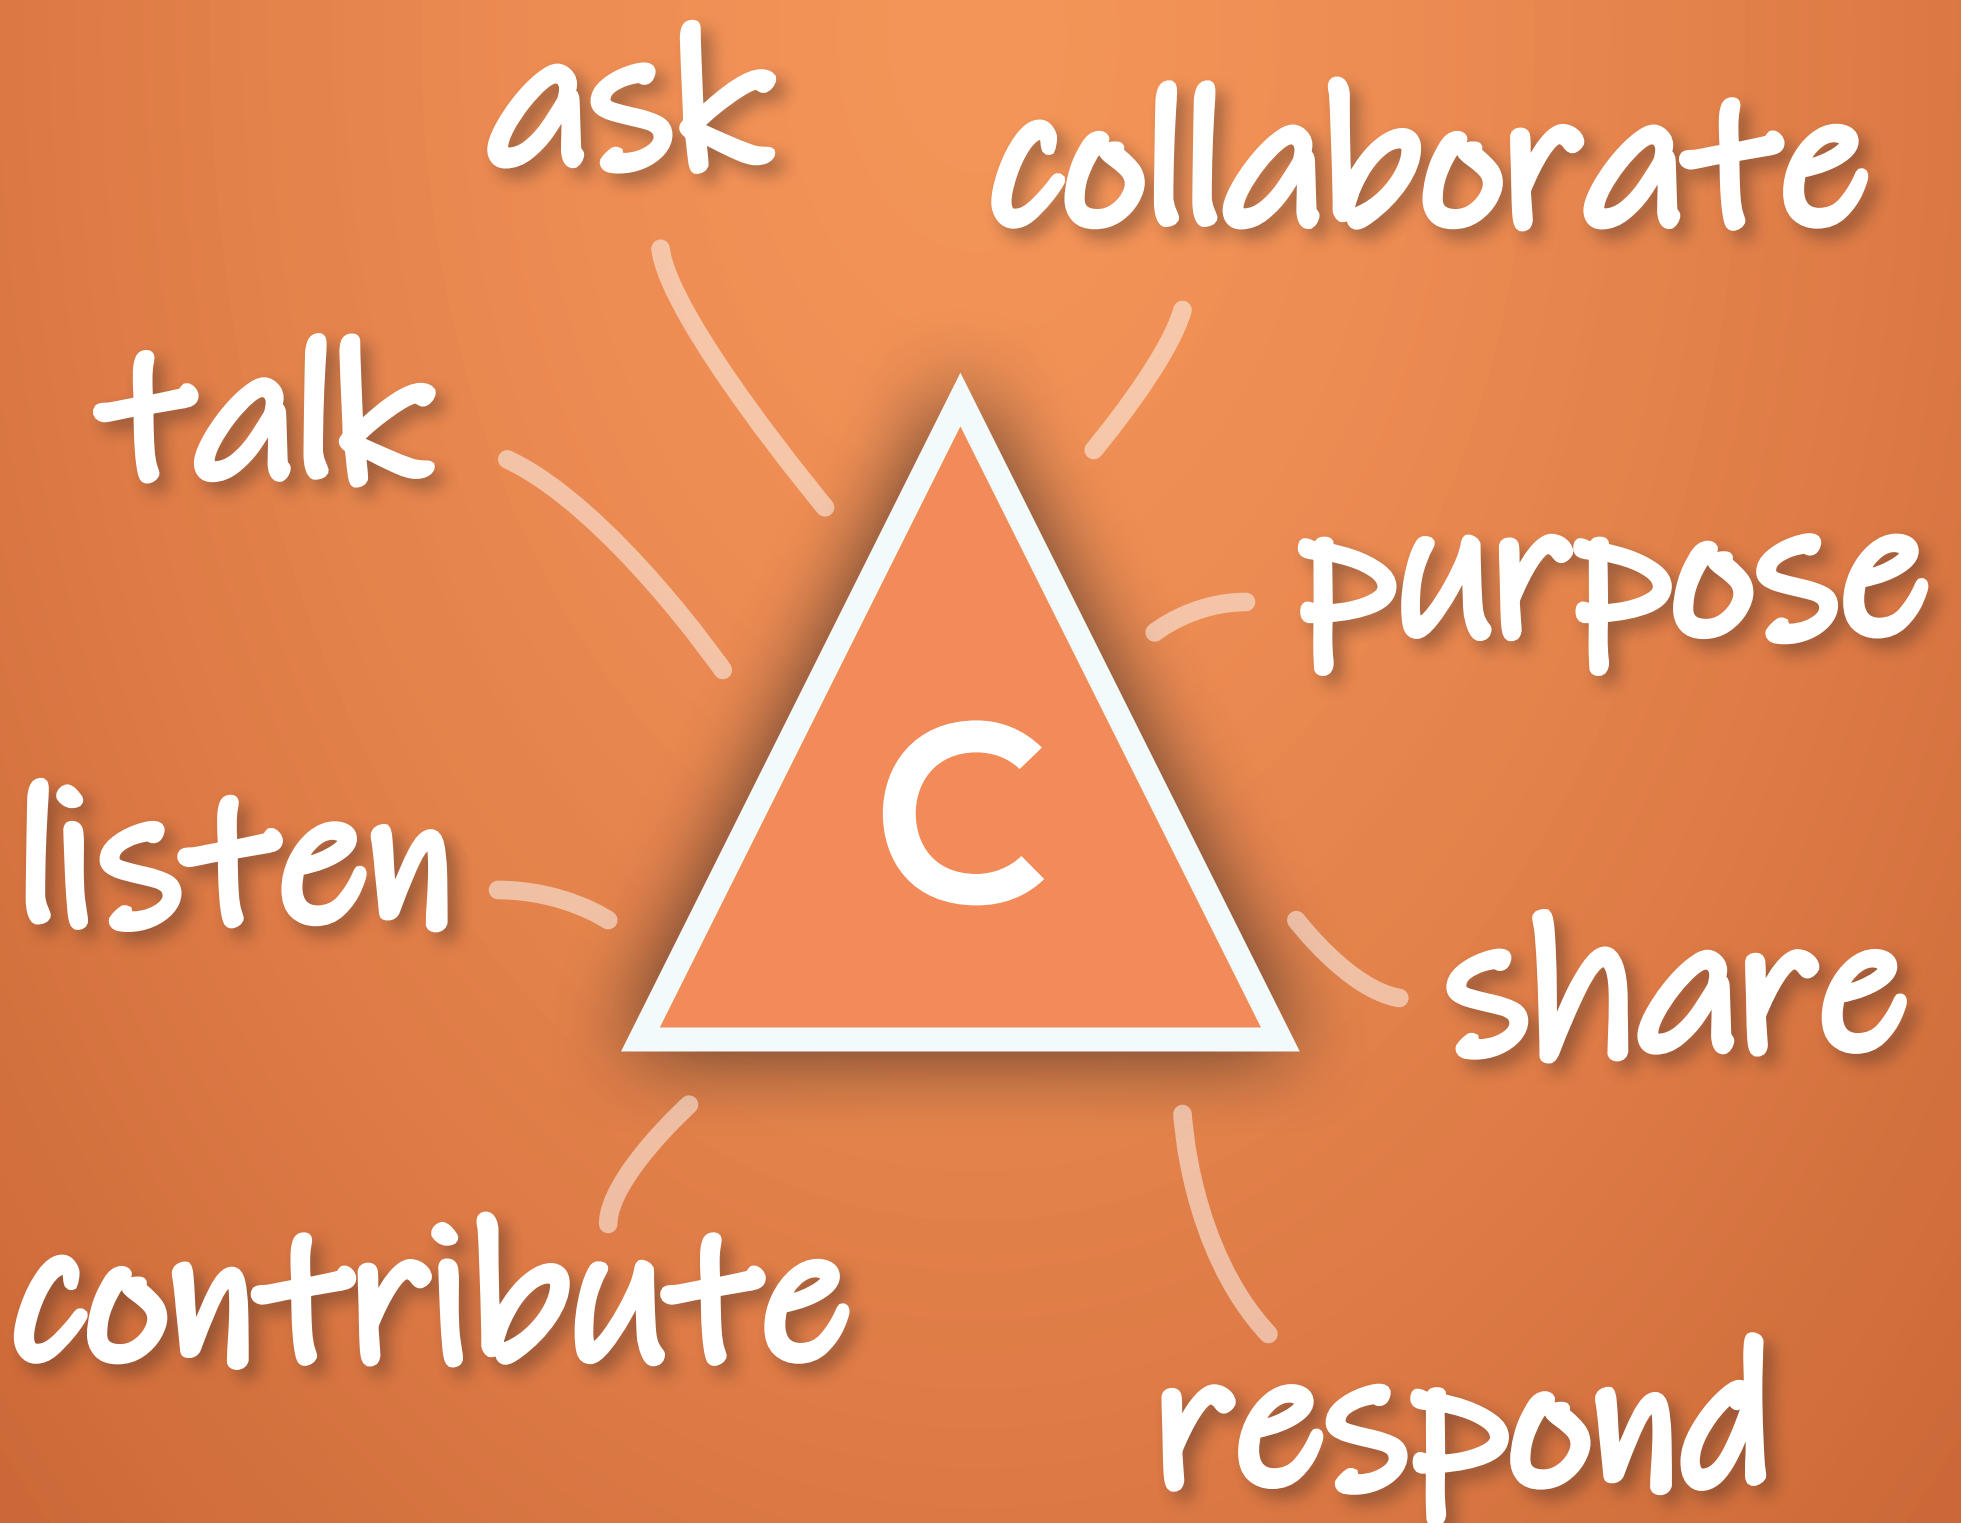 ask
collaborate
talk
purpose
C
listen
share
contribute
respond